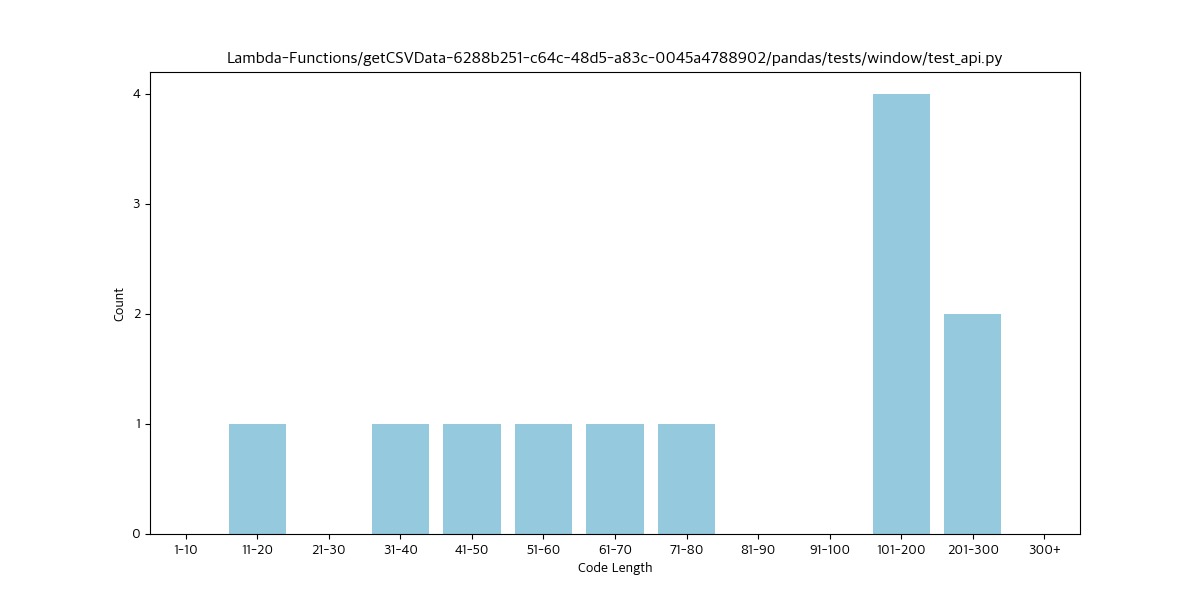 Lambda-Functions/getCSVData-6288b251-c64c-48d5-a83c-0045a4788902/pandas/tests/window/test_api.py
4
3
2
1
0
Count
1-10 11-20 21-30 31-40 41-50 51-60 61-70 71-80 81-90 91-100 101-200 201-300 300+
Code Length